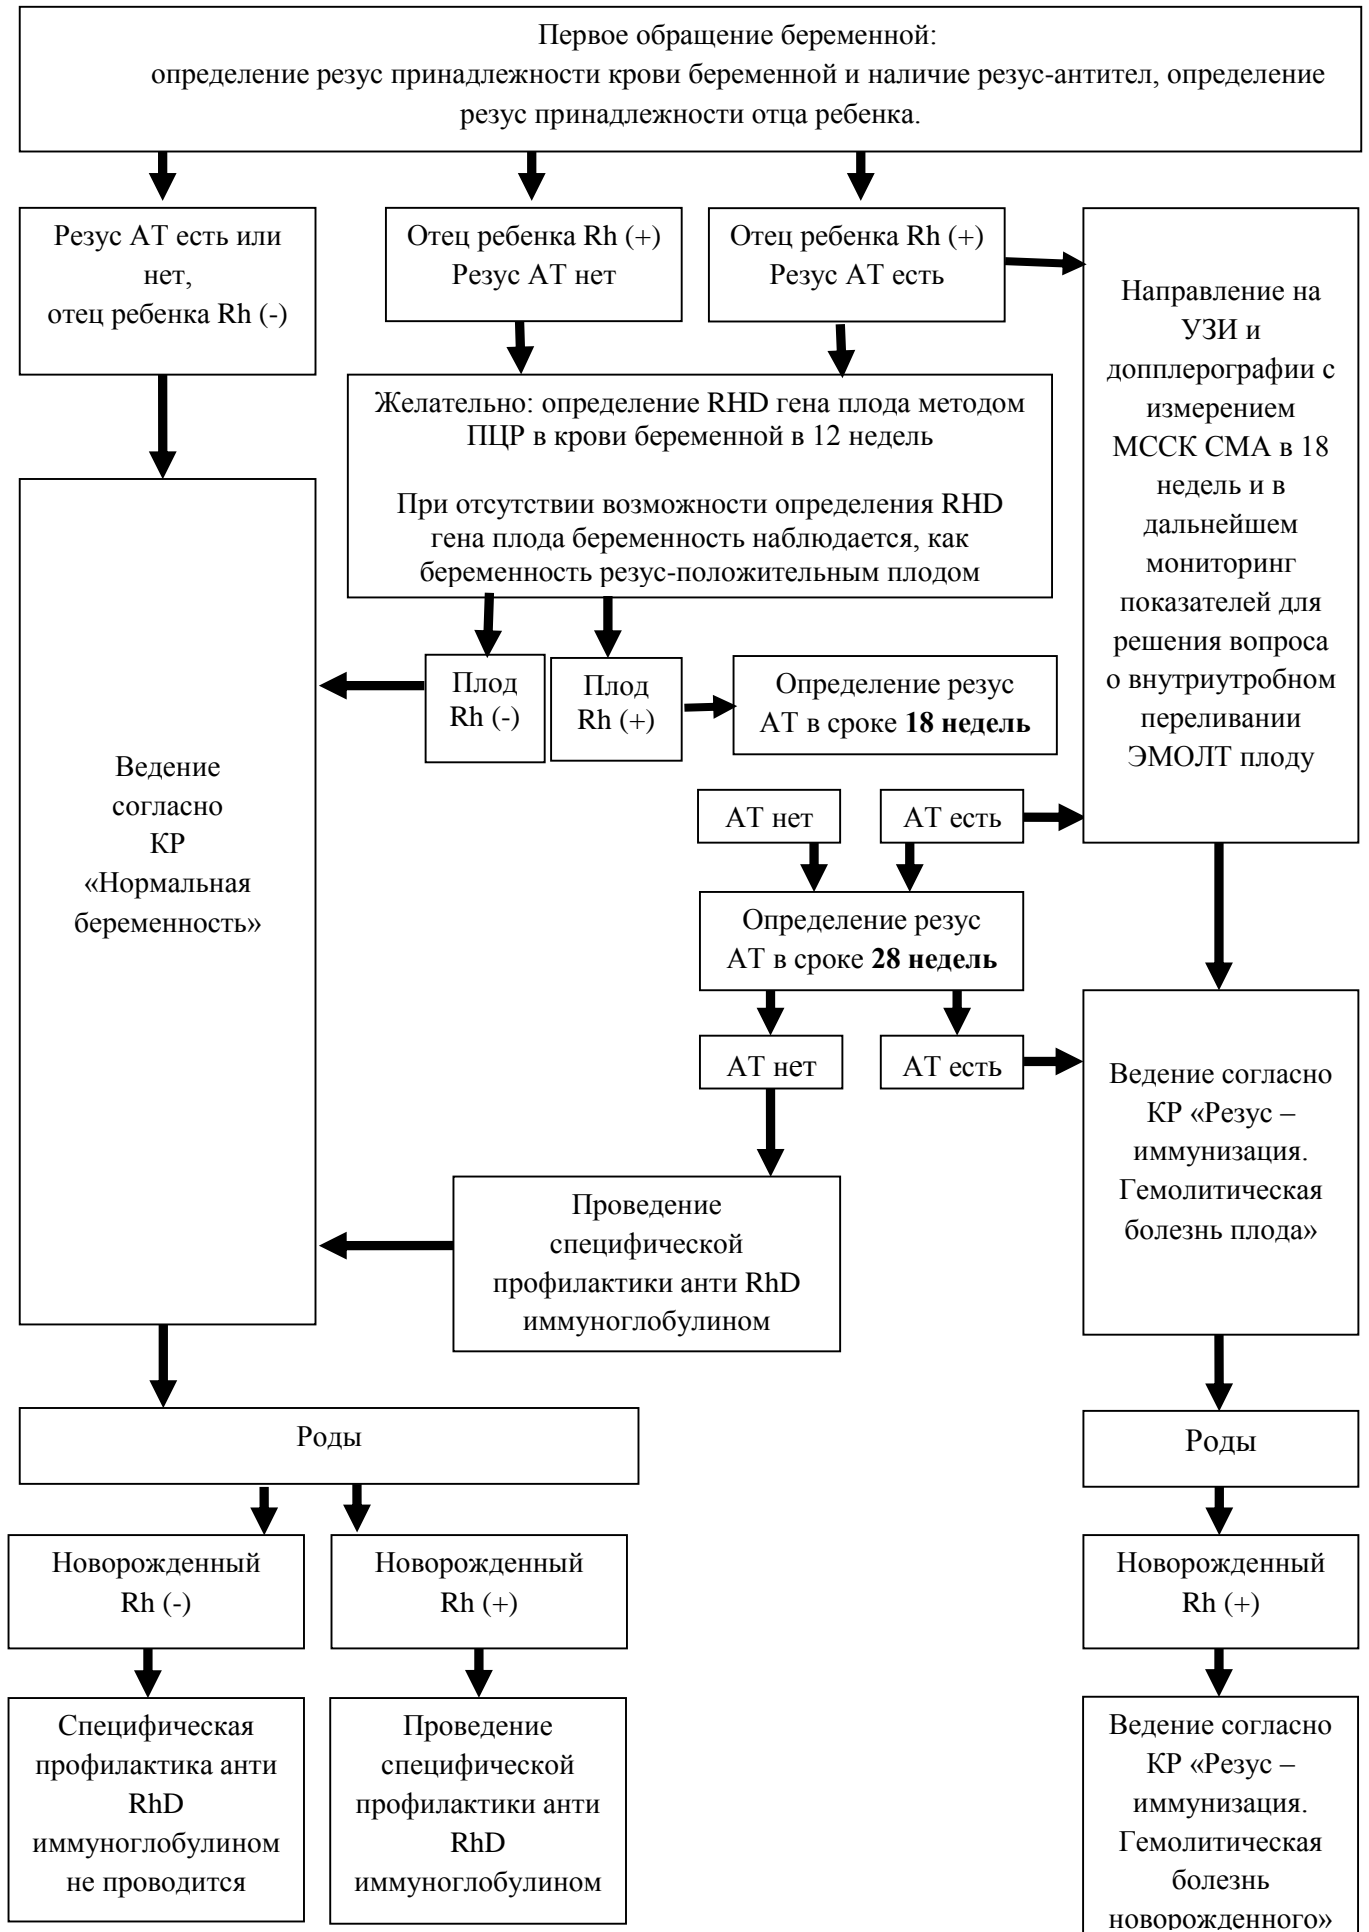 Первое обращение беременной:
определение резус принадлежности крови беременной и наличие резус-антител, определение
резус принадлежности отца ребенка.
Резус АТ есть или
нет,
отец ребенка Rh (-)
Отец ребенка Rh (+)
Резус АТ нет
Отец ребенка Rh (+)
Резус АТ есть
Направление на
УЗИ и
допплерографии с
измерением
МССК СМА в 18
недель и в
дальнейшем
мониторинг
показателей для
решения вопроса
о внутриутробном
переливании
ЭМОЛТ плоду
Желательно: определение RHD гена плода методом
ПЦР в крови беременной в 12 недель
При отсутствии возможности определения RHD
гена плода беременность наблюдается, как
беременность резус-положительным плодом
Плод
Rh (-)
Плод
Rh (+)
Определение резус
АТ в сроке 18 недель
Ведение
согласно
КР
«Нормальная
беременность»
АТ нет
АТ есть
Определение резус
АТ в сроке 28 недель
АТ нет
АТ есть
Ведение согласно
КР «Резус –
иммунизация.
Гемолитическая
болезнь плода»
Проведение
специфической
профилактики анти RhD
иммуноглобулином
Роды
Роды
Новорожденный
Rh (-)
Новорожденный
Rh (+)
Новорожденный
Rh (+)
Специфическая
профилактика анти
RhD
иммуноглобулином
не проводится
Проведение
специфической
профилактики анти
RhD
иммуноглобулином
Ведение согласно
КР «Резус –
иммунизация.
Гемолитическая
болезнь
новорожденного»